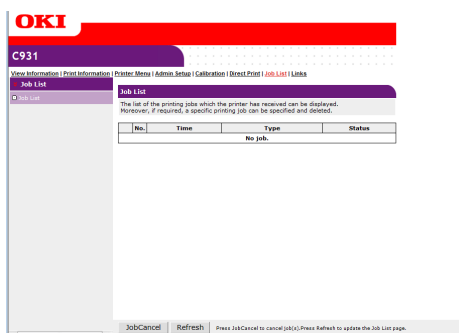 OKI
C931
View Information | Print Information | Printer Menu | Admin Setup | Calibration | Direct Print | Job List | Links
Job List
Job List
Job List
The list of the printing jobs which the printer has received can be displayed.
Moreover, if required, a specific printing job can be specified and deleted.
No. Time Type Status
No job.
JobCancel Refresh Press JobCancel to cancel job(s).Press Refresh to update the Job List page.